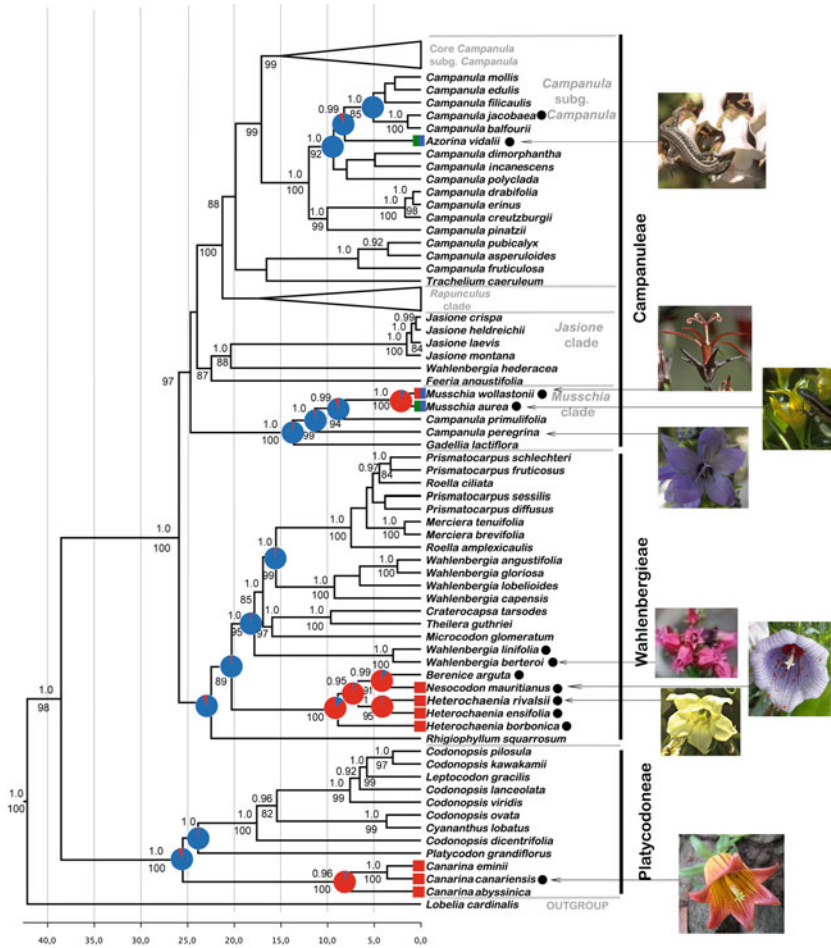 Core Campanula
subg. Campanula
99
Campanula mollis
Campanula
subg.
Campanula
1.0
Campanula edulis
Campanula filicaulis
0.99
85
1.0
Campanula jacobaea
99
100
Campanula balfourii
1.0
Azorina vidalii
92
Campanula dimorphantha
1.0
Campanula incanescens
100
Campanula polyclada
1.0
Campanula drabifolia
88
1.0
Campanula erinus
98
99
100
Campanula creutzburgii
Campanula pinatzii
0.92
Campanula pubicalyx
100
1.0
Campanula asperuloides
Campanula fruticulosa
Trachelium caeruleum
Rapunculus
clade
0.99
Jasione crispa
Jasione
clade
1.0
Jasione heldreichii
1.0
Jasione laevis
84
88
100
Jasione montana
97
87
Wahlenbergia hederacea
Feeria angustifolia
1.0
Musschia wollastonii
Musschia
clade
0.99
100
Musschia aurea
1.0
94
Campanula primulifolia
1.0
99
Campanula peregrina
100
Gadellia lactiflora
Campanuleae
Prismatocarpus schlechteri
0.97
84
Prismatocarpus fruticosus
Roella ciliata
Prismatocarpus sessilis
Prismatocarpus diffusus
1.0
1.0
Merciera tenuifolia
1.0
100
100
Merciera brevifolia
1.0
100
Roella amplexicaulis
99
1.0
Wahlenbergia angustifolia
1.0
100
Wahlenbergia gloriosa
Wahlenbergia lobelioides
1.0
85
100
Wahlenbergia capensis
1.0
Craterocapsa tarsodes
95
97
100
Theilera guthriei
Microcodon glomeratum
1.0
Wahlenbergia linifolia
89
100
Wahlenbergia berteroi
0.99
Berenice arguta
0.95
91
Nesocodon mauritianus
1.0
1
Heterochaenia rivalsii
100
95
Heterochaenia ensifolia
Heterochaenia borbonica
Rhigiophyllum squarrosum
Wahlenbergieae
1.0
98
1.0
Codonopsis pilosula
97
Codonopsis kawakamii
0.92
99
Leptocodon gracilis
1.0
1.0
Codonopsis lanceolata
100
99
Codonopsis viridis
0.96
1.0
82
1.0
Codonopsis ovata
99
Cyananthus lobatus
1.0
100
Codonopsis dicentrifolia
Platycodon grandiflorus
100
0.96
1.0
Canarina eminii
100
Canarina canariensis
100
Canarina abyssinica
Platycodoneae
Lobelia cardinalis
OUTGROUP
40,0 35,0 30,0 25,0 20,0 15,0 10,0 5,0 0,0